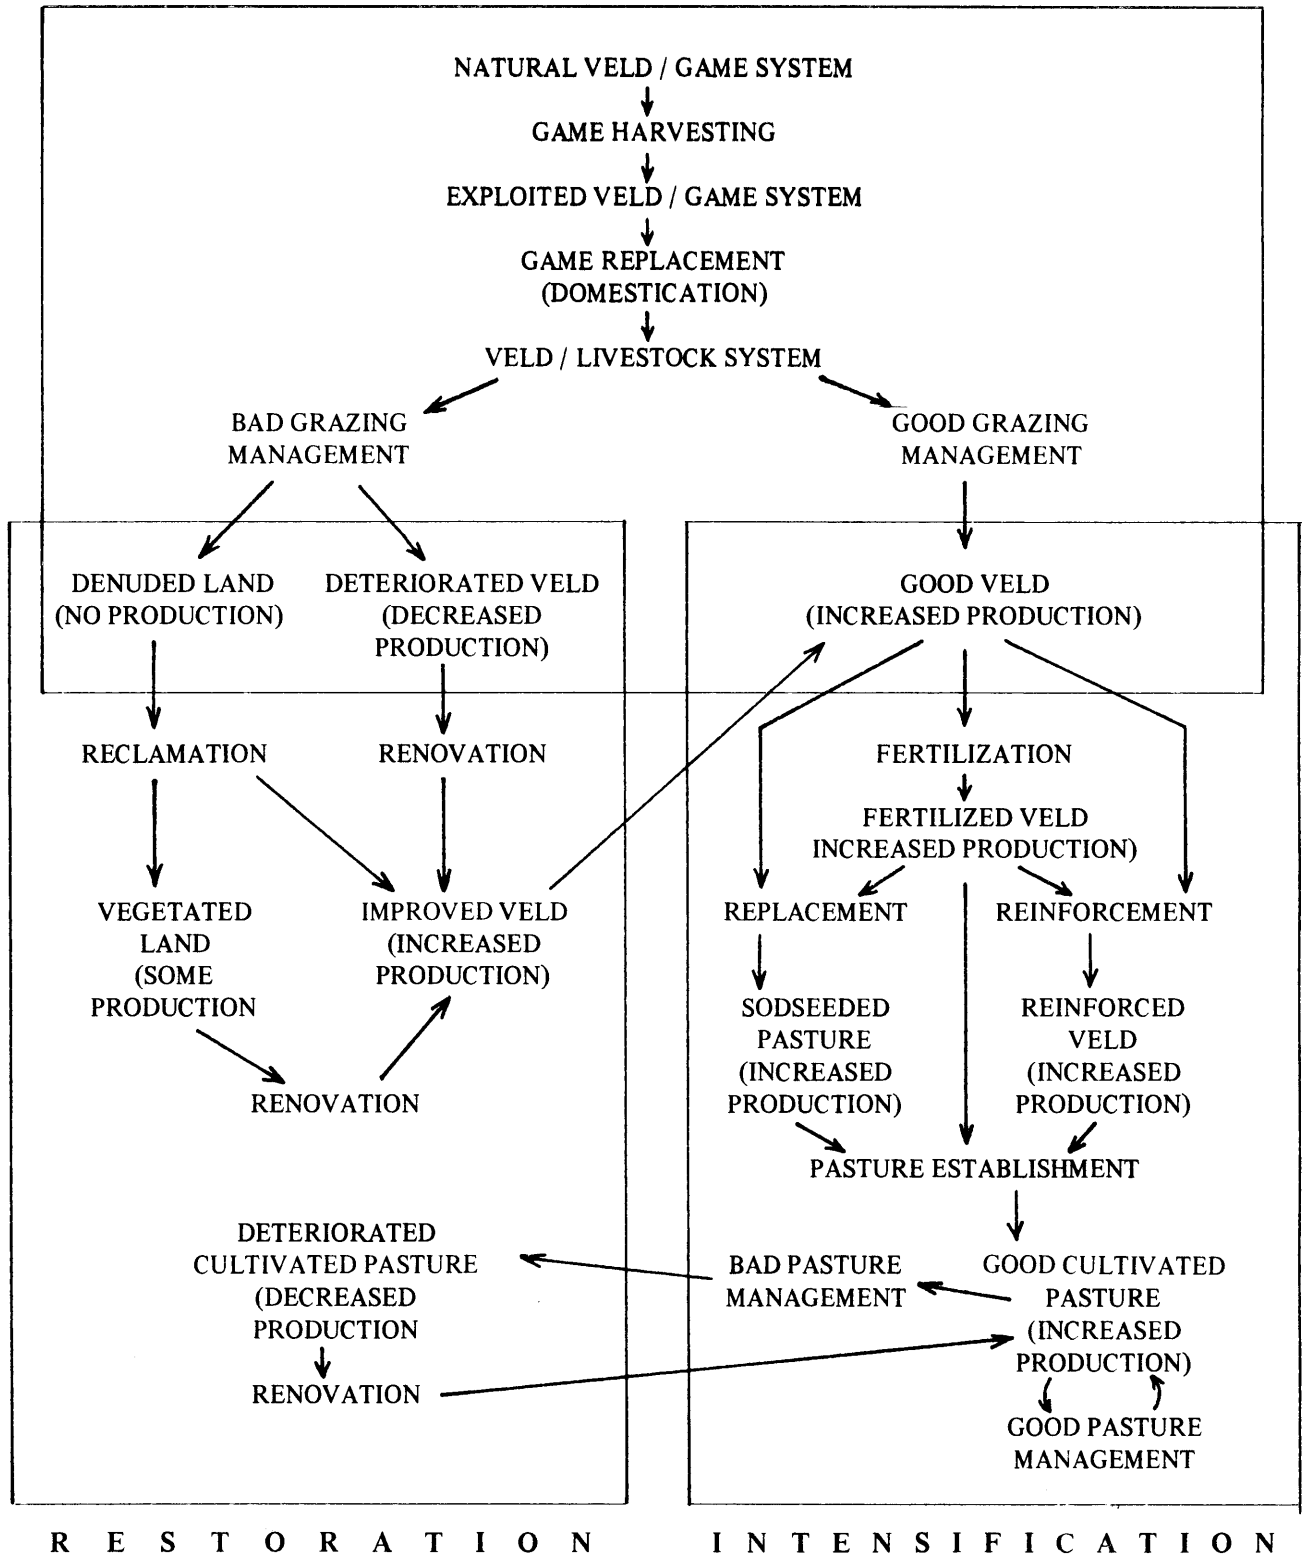 NATURAL VELD / GAME SYSTEM
GAME HARVESTING
EXPLOITED VELD / GAME SYSTEM
GAME REPLACEMENT
(DOMESTICATION)
VELD / LIVESTOCK SYSTEM
BAD GRAZING
MANAGEMENT
GOOD GRAZING
MANAGEMENT
DENUDED LAND
(NO PRODUCTION)
DETERIORATED VELD
(DECREASED
PRODUCTION)
GOOD VELD
(INCREASED PRODUCTION)
RECLAMATION
RENOVATION
FERTILIZATION
FERTILIZED VELD
INCREASED PRODUCTION)
VEGETATED
LAND
(SOME
PRODUCTION
IMPROVED VELD
(INCREASED
PRODUCTION)
REPLACEMENT
REINFORCEMENT
SODSEEDED
PASTURE
(INCREASED
PRODUCTION)
REINFORCED
VELD
(INCREASED
PRODUCTION)
RENOVATION
PASTURE ESTABLISHMENT
DETERIORATED
CULTIVATED PASTURE
(DECREASED
PRODUCTION
BAD PASTURE
MANAGEMENT
GOOD CULTIVATED
PASTURE
(INCREASED
PRODUCTION)
RENOVATION
GOOD PASTURE
MANAGEMENT
RESTORATION
INTENSIFICATION